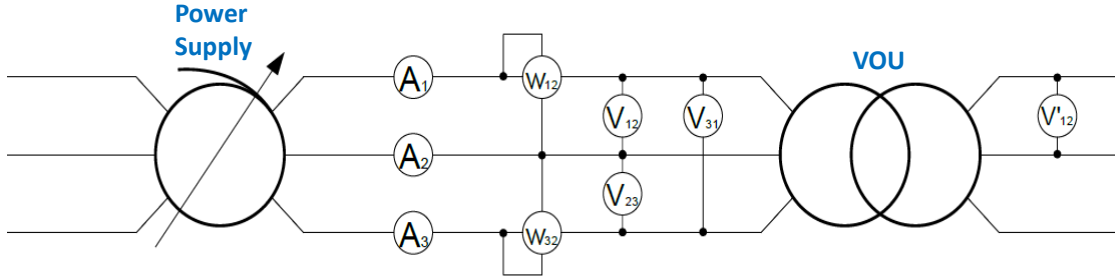 Power
Supply
VOU
A₁
W₁₂
V₁₂
V₃₁
V'₁₂
A₂
V₂₃
A₃
W₃₂